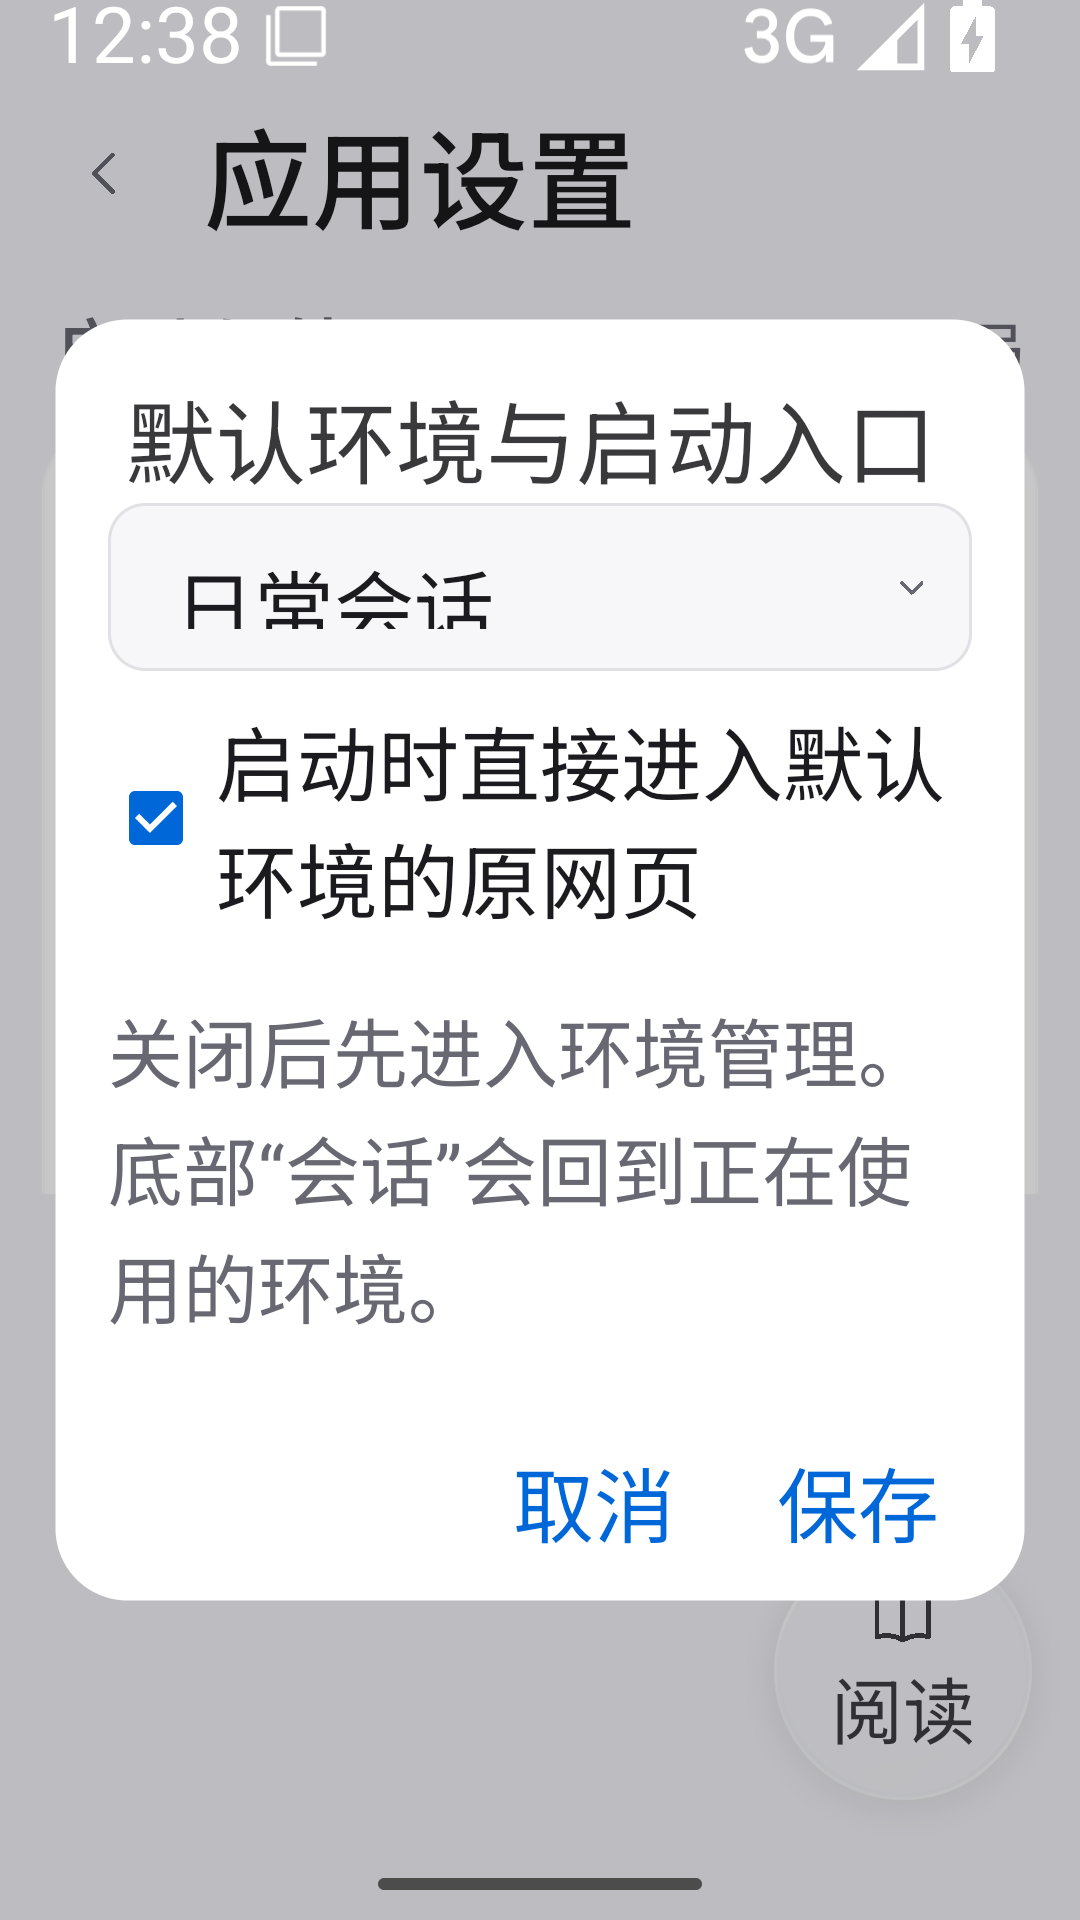 12:38 3G
应用设置
默认环境与启动入口
日常会话
启动时直接进入默认
环境的原网页
关闭后先进入环境管理。
底部“会话”会回到正在使
用的环境。
取消 保存
阅读